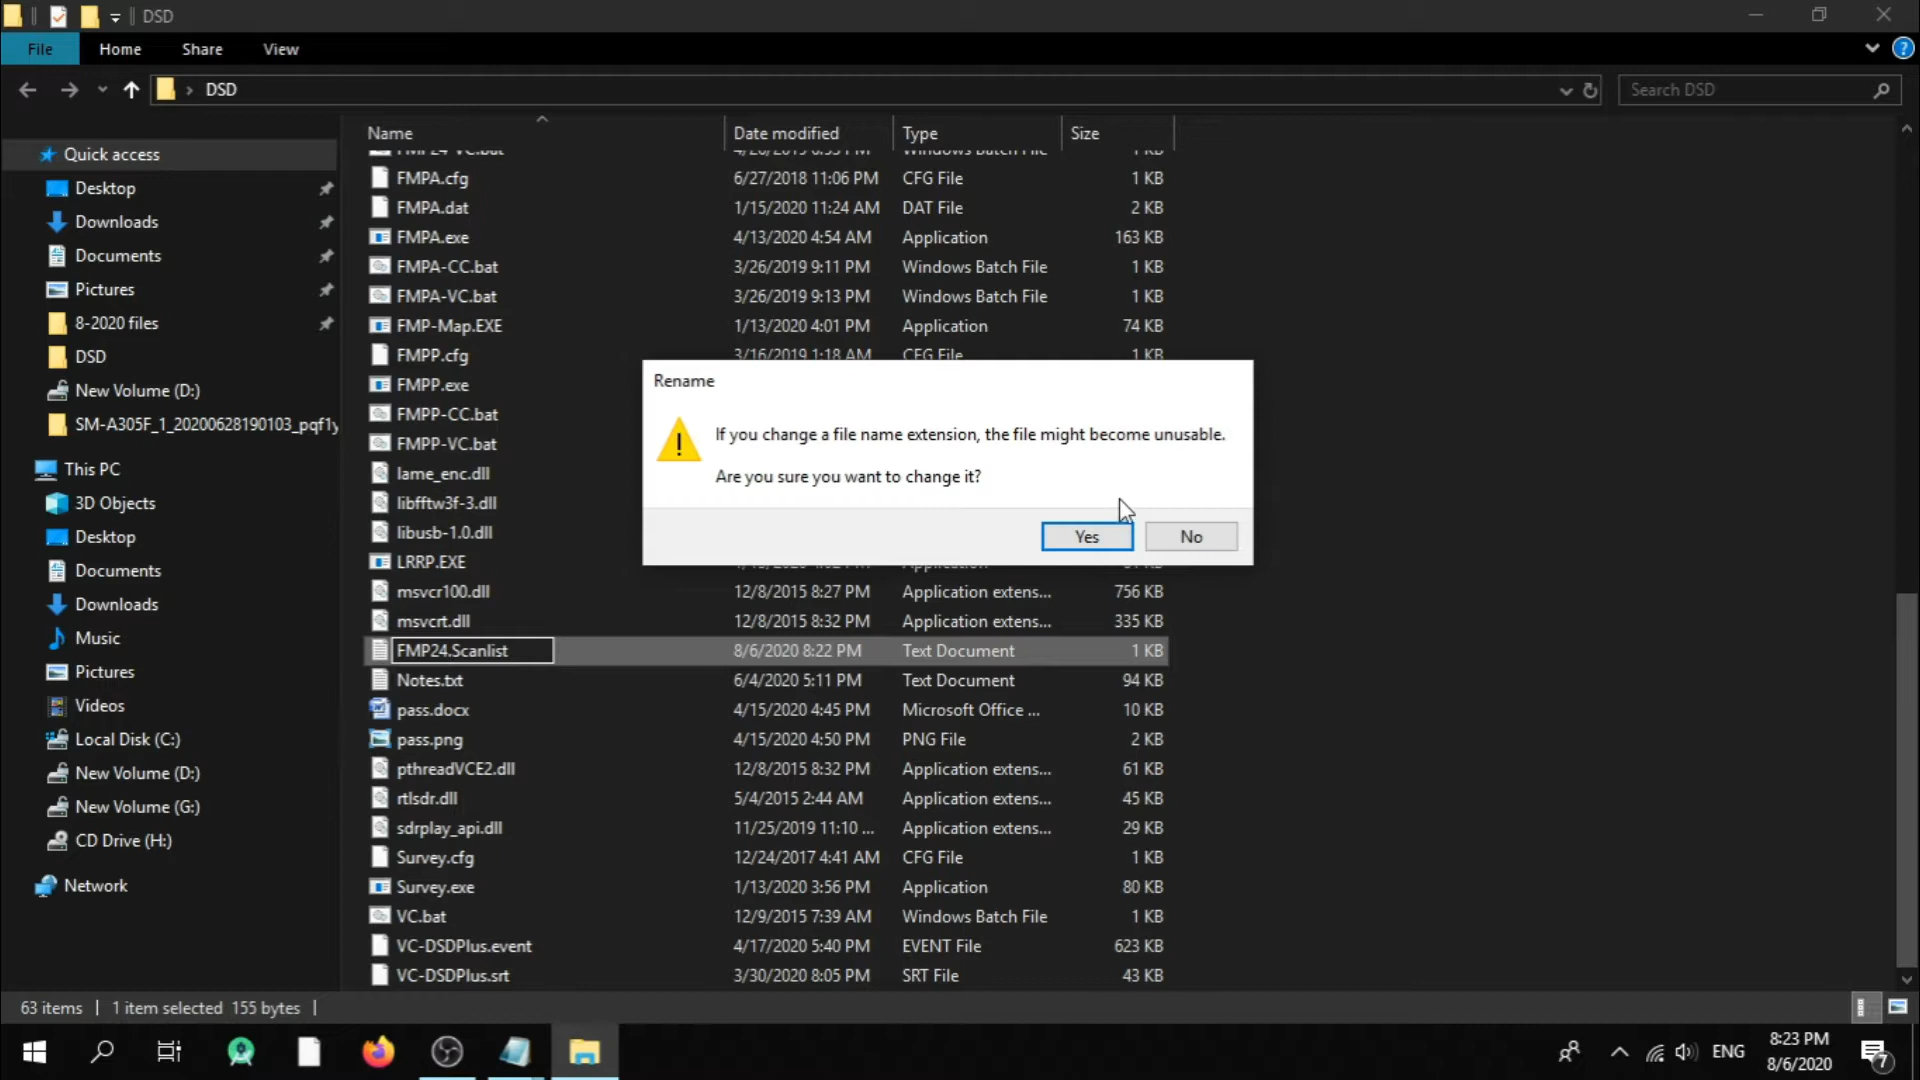 DSD
File Home Share View
DSD
Search DSD
Name Date modified Type Size
Quick access
Desktop
Downloads
Documents
Pictures
8-2020 files
DSD
New Volume (D:)
SM-A305F_1_20200628190103_pqf1y
This PC
3D Objects
Desktop
Documents
Downloads
Music
Pictures
Videos
Local Disk (C:)
New Volume (D:)
New Volume (G:)
CD Drive (H:)
Network
FMPA.cfg 6/27/2018 11:06 PM CFG File 1 KB
FMPA.dat 1/15/2020 11:24 AM DAT File 2 KB
FMPA.exe 4/13/2020 4:54 AM Application 163 KB
FMPA-CC.bat 3/26/2019 9:11 PM Windows Batch File 1 KB
FMPA-VC.bat 3/26/2019 9:13 PM Windows Batch File 1 KB
FMP-Map.EXE 1/13/2020 4:01 PM Application 74 KB
FMPP.cfg 3/16/2019 1:18 AM CFG File 1 KB
FMPP.exe
FMPP-CC.bat
FMPP-VC.bat
lame_enc.dll
libfftw3f-3.dll
libusb-1.0.dll
LRRP.EXE
msvcr100.dll 12/8/2015 8:27 PM Application extens... 756 KB
msvcrt.dll 12/8/2015 8:32 PM Application extens... 335 KB
FMP24.Scanlist 8/6/2020 8:22 PM Text Document 1 KB
Notes.txt 6/4/2020 5:11 PM Text Document 94 KB
pass.docx 4/15/2020 4:45 PM Microsoft Office ... 10 KB
pass.png 4/15/2020 4:50 PM PNG File 2 KB
pthreadVCE2.dll 12/8/2015 8:32 PM Application extens... 61 KB
rtlsdr.dll 5/4/2015 2:44 AM Application extens... 45 KB
sdrplay_api.dll 11/25/2019 11:10 ... Application extens... 29 KB
Survey.cfg 12/24/2017 4:41 AM CFG File 1 KB
Survey.exe 1/13/2020 3:56 PM Application 80 KB
VC.bat 12/9/2015 7:39 AM Windows Batch File 1 KB
VC-DSDPlus.event 4/17/2020 5:40 PM EVENT File 623 KB
VC-DSDPlus.srt 3/30/2020 8:05 PM SRT File 43 KB
Rename
If you change a file name extension, the file might become unusable.
Are you sure you want to change it?
Yes No
63 items 1 item selected 155 bytes
ENG
8:23 PM
8/6/2020
7